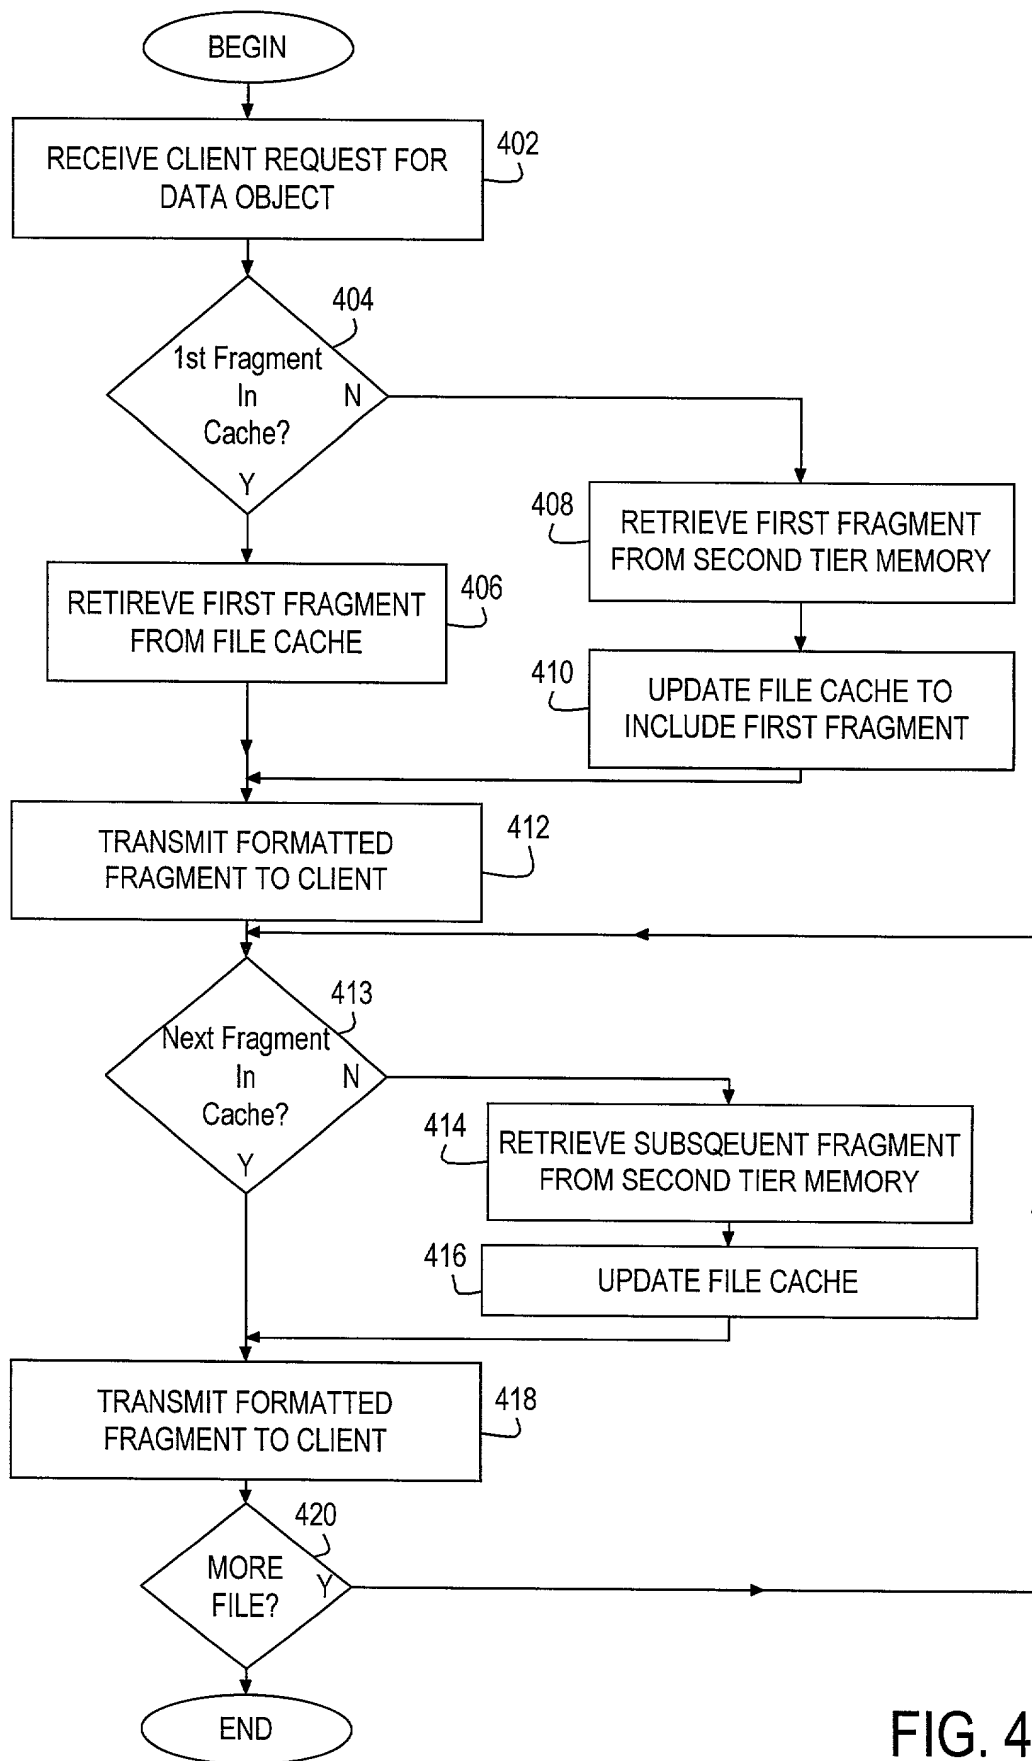 BEGIN
RECEIVE CLIENT REQUEST FOR
DATA OBJECT
402
404
1st Fragment
In
Cache?
N
Y
408
RETRIEVE FIRST FRAGMENT
FROM SECOND TIER MEMORY
RETIREVE FIRST FRAGMENT
FROM FILE CACHE
406
410
UPDATE FILE CACHE TO
INCLUDE FIRST FRAGMENT
TRANSMIT FORMATTED
FRAGMENT TO CLIENT
412
413
Next Fragment
In
Cache?
N
Y
414
RETRIEVE SUBSQEUENT FRAGMENT
FROM SECOND TIER MEMORY
416
UPDATE FILE CACHE
TRANSMIT FORMATTED
FRAGMENT TO CLIENT
418
420
MORE
FILE?
Y
END
FIG. 4